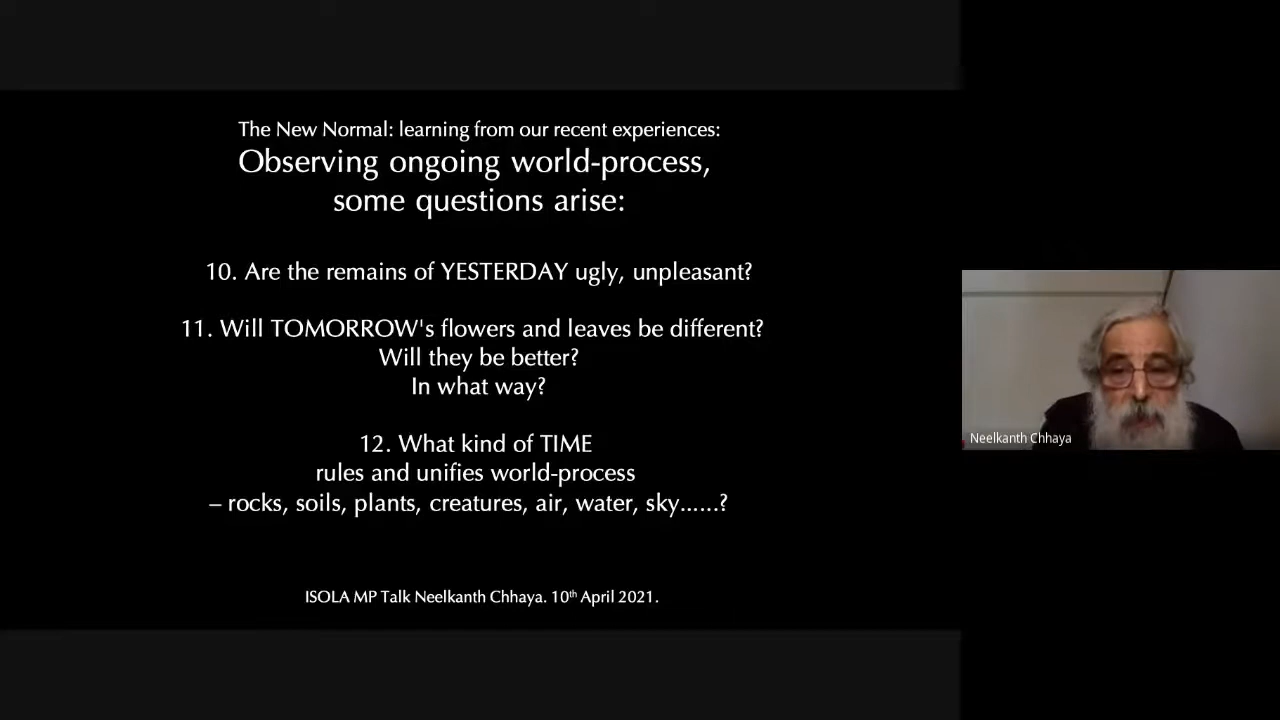 The New Normal: learning from our recent experiences:
Observing ongoing world-process,
some questions arise:
10. Are the remains of YESTERDAY ugly, unpleasant?
11. Will TOMORROW's flowers and leaves be different?
Will they be better?
In what way?
12. What kind of TIME
rules and unifies world-process
– rocks, soils, plants, creatures, air, water, sky......?
ISOLA MP Talk Neelkanth Chhaya. 10th April 2021.
Neelkanth Chhaya